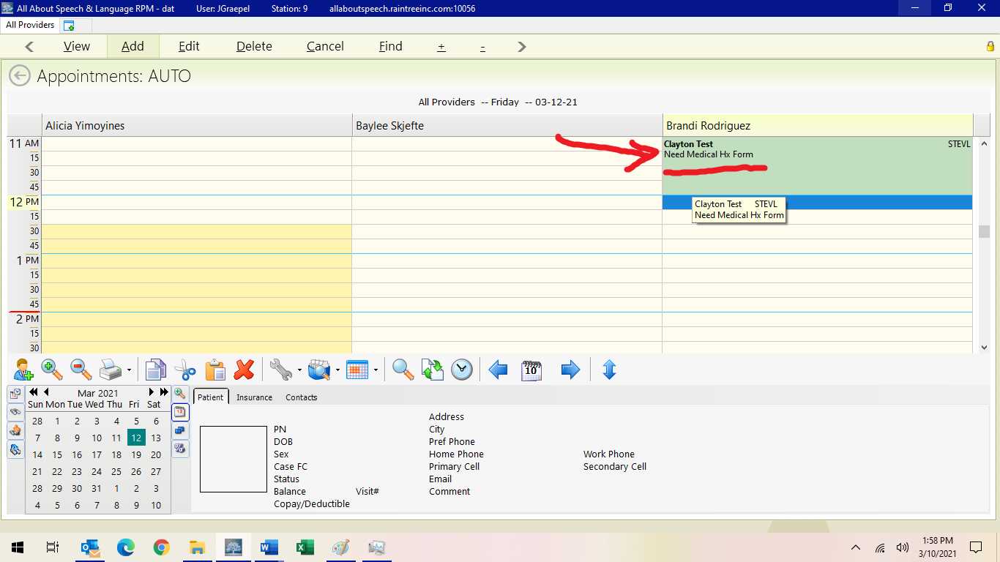 All About Speech & Language RPM - dat User: JGraepel Station: 9 allaboutspeech.raintreeinc.com:10056
All Providers
View Add Edit Delete Cancel Find + -
Appointments: AUTO
All Providers -- Friday -- 03-12-21
Alicia Yimoyines Baylee Skjefte Brandi Rodriguez
11 AM
Clayton Test STEVL
Need Medical Hx Form
15
30
45
12 PM
Clayton Test STEVL
Need Medical Hx Form
15
30
45
1 PM
15
30
45
2 PM
15
30
10
Mar 2021
Sun Mon Tue Wed Thu Fri Sat
28 1 2 3 4 5 6
7 8 9 10 11 12 13
14 15 16 17 18 19 20
21 22 23 24 25 26 27
28 29 30 31 1 2 3
4 5 6 7 8 9 10
12
Patient Insurance Contacts
Address
PN City
DOB Pref Phone
Sex Home Phone Work Phone
Case FC Primary Cell Secondary Cell
Status Email
Balance Visit# Comment
Copay/Deductible
1:58 PM
3/10/2021